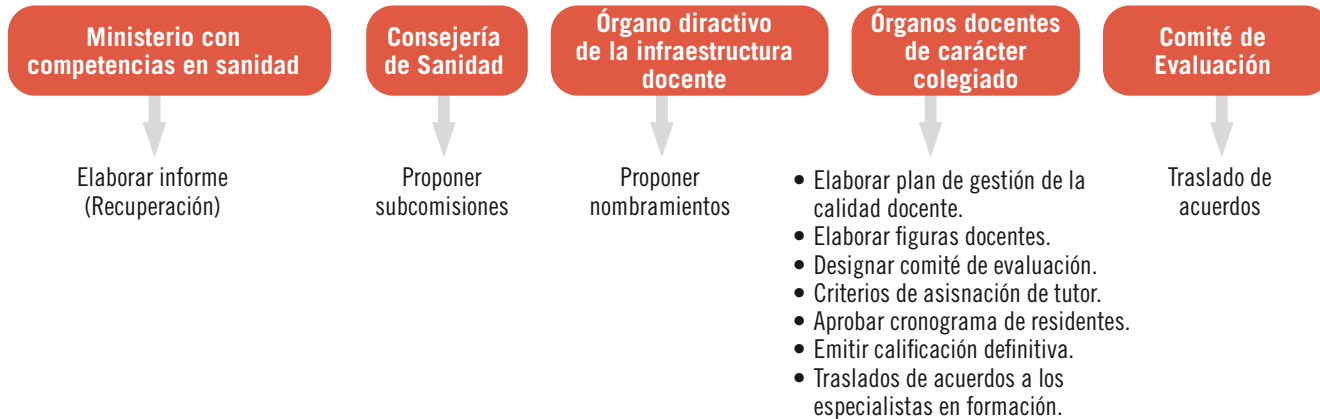 Ministerio con
competencias en sanidad
Consejería
de Sanidad
Órgano diractivo
de la infraestructura
docente
Órganos docentes
de carácter
colegiado
Comité de
Evaluación
Elaborar informe
(Recuperación)
Proponer
subcomisiones
Proponer
nombramientos
• Elaborar plan de gestión de la
calidad docente.
• Elaborar figuras docentes.
• Designar comité de evaluación.
• Criterios de asisnación de tutor.
• Aprobar cronograma de residentes.
• Emitir calificación definitiva.
• Traslados de acuerdos a los
especialistas en formación.
Traslado de
acuerdos